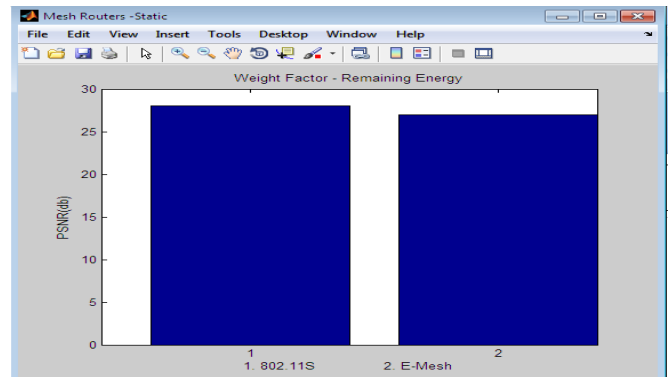 Mesh Routers -Static
File Edit View Insert Tools Desktop Window Help
Weight Factor - Remaining Energy
30
25
20
15
10
5
0
PSNR(db)
1 2
1. 802.11S 2. E-Mesh